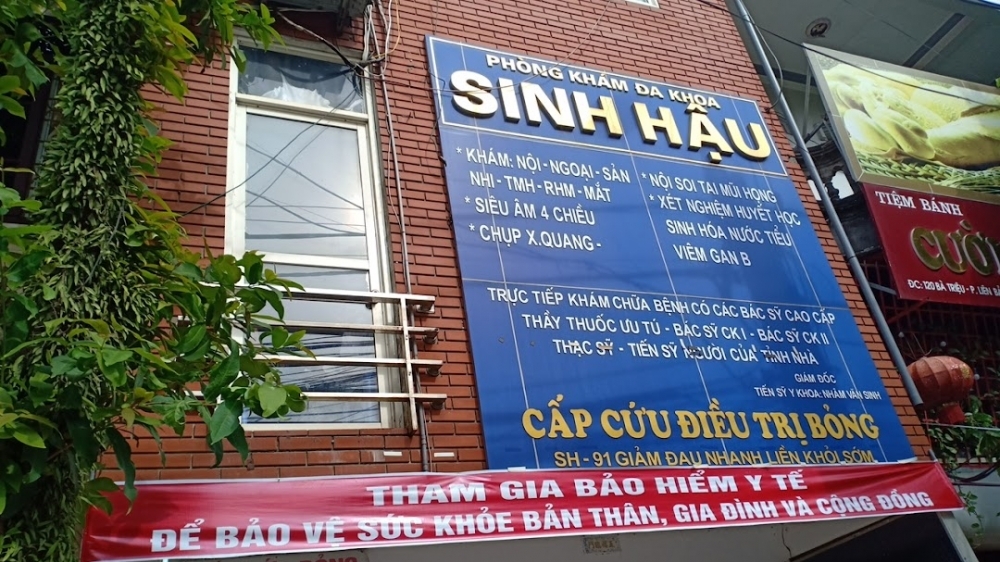 PHÒNG KHÁM ĐA KHOA
SINH HẬU
* KHÁM: NỘI - NGOẠI - SẢN
NHI - TMH - RHM - MẮT
* SIÊU ÂM 4 CHIỀU
* CHỤP X.QUANG -
* NỘI SOI TAI MŨI HỌNG
* XÉT NGHIỆM HUYẾT HỌC
SINH HÓA NƯỚC TIỂU
VIÊM GAN B
TRỰC TIẾP KHÁM CHỮA BỆNH CÓ CÁC BÁC SỸ CAO CẤP
THẦY THUỐC ƯU TÚ - BÁC SỸ CK I - BÁC SỸ CK II
THẠC SỸ - TIẾN SỸ NGƯỜI CỦA TỈNH NHÀ
GIÁM ĐỐC
TIẾN SỸ Y KHOA: NHÂM VĂN SINH
CẤP CỨU ĐIỀU TRỊ BỎNG
SH - 91 GIẢM ĐAU NHANH LIỀN KHỎI SỚM
THAM GIA BẢO HIỂM Y TẾ
ĐỂ BẢO VỆ SỨC KHỎE BẢN THÂN, GIA ĐÌNH VÀ CỘNG ĐỒNG
TIỆM BÁNH
ĐC: 120 BÀ TRIỆU - P. LIÊN